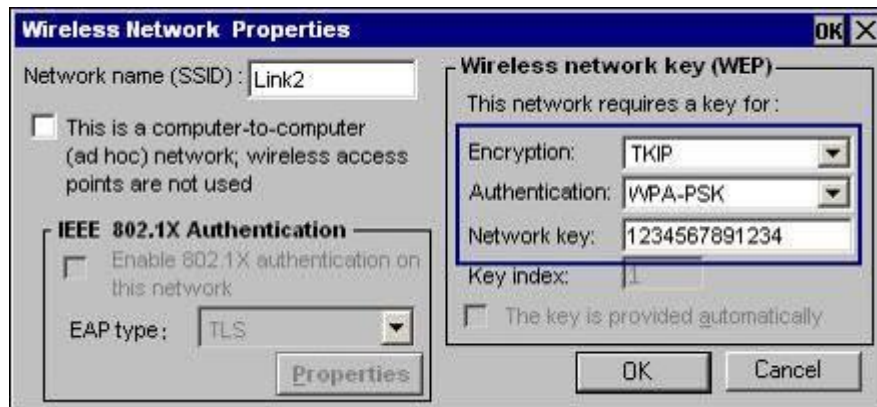 Wireless Network Properties
OK
Network name (SSID) : Link2
This is a computer-to-computer
(ad hoc) network; wireless access
points are not used
IEEE 802.1X Authentication
Enable 802.1X authentication on
this network
EAP type: TLS
Properties
Wireless network key (WEP)
This network requires a key for:
Encryption: TKIP
Authentication: WPA-PSK
Network key: 1234567891234
Key index: 1
The key is provided automatically
OK
Cancel